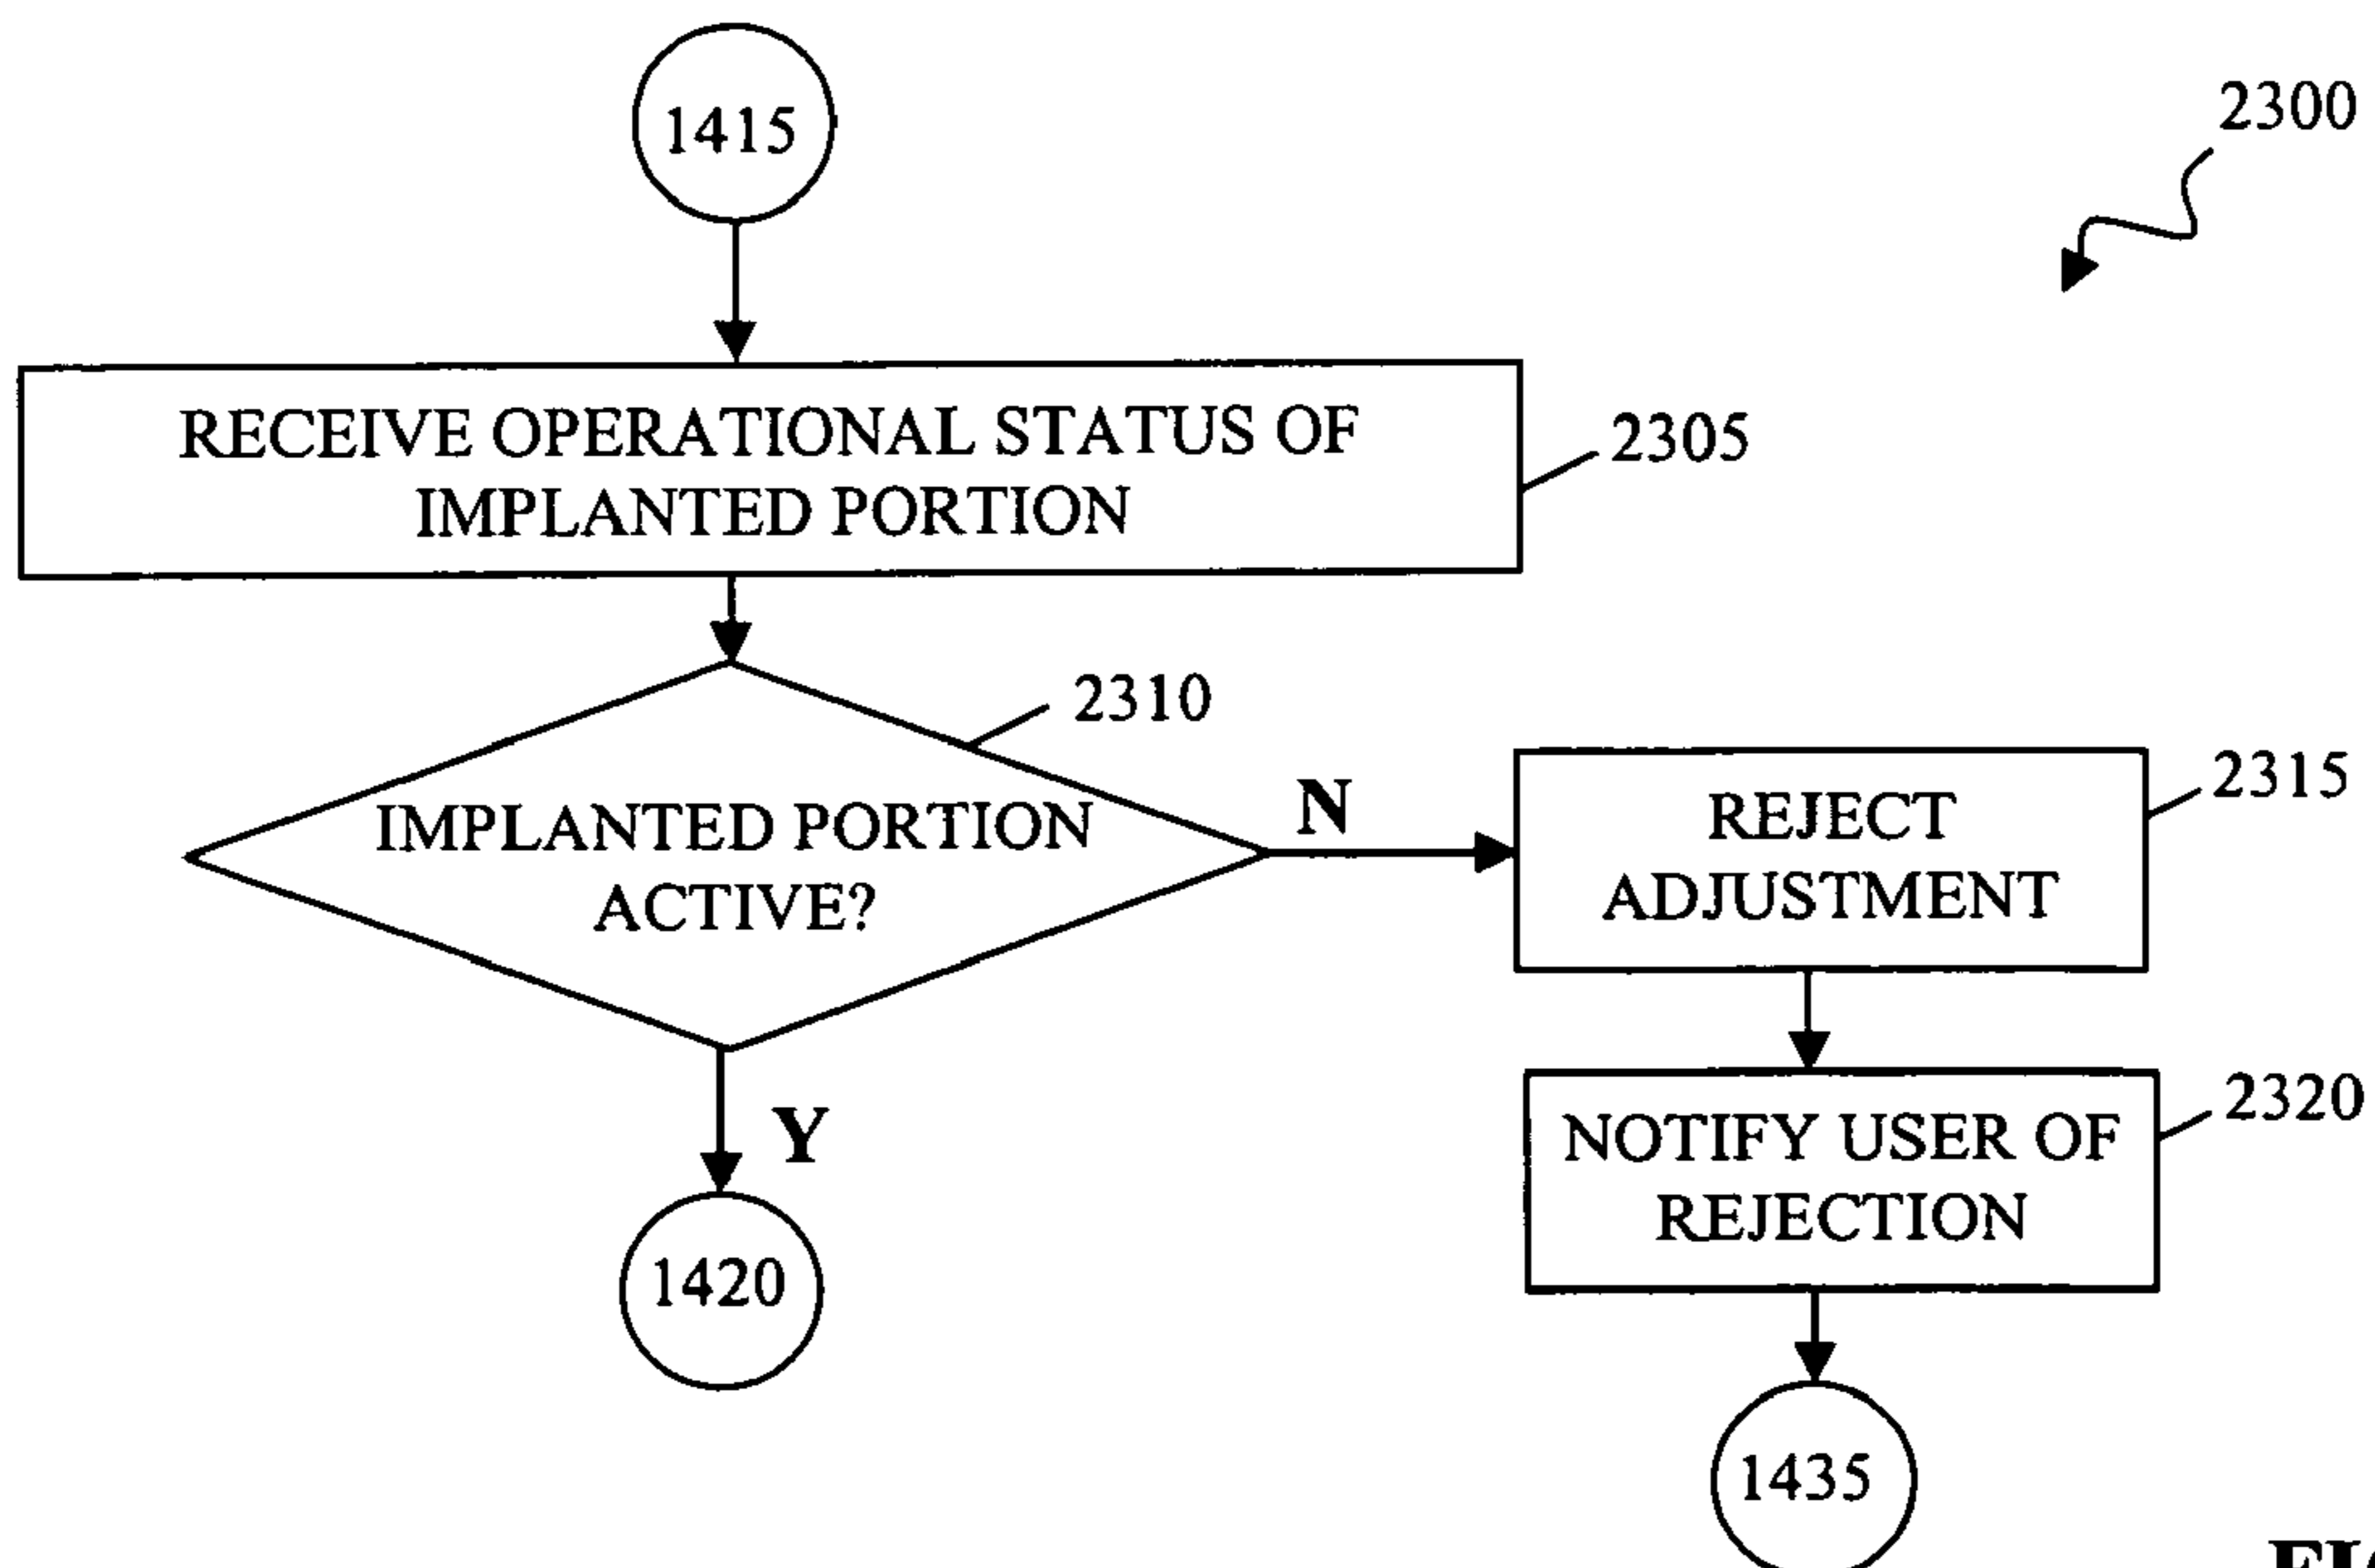 1415
2300
RECEIVE OPERATIONAL STATUS OF
IMPLANTED PORTION
2305
2310
IMPLANTED PORTION
ACTIVE?
N
REJECT
ADJUSTMENT
2315
Y
NOTIFY USER OF
REJECTION
2320
1420
1435